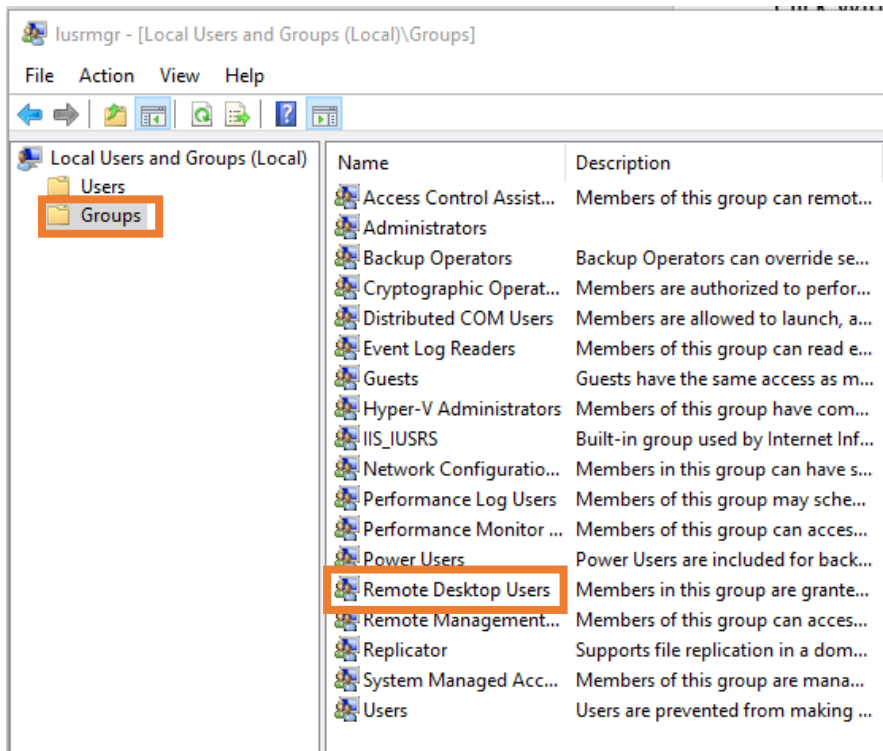 lusrmgr - [Local Users and Groups (Local)\Groups]
File Action View Help
Local Users and Groups (Local)
Users
Groups
Name Description
Access Control Assist... Members of this group can remot...
Administrators
Backup Operators Backup Operators can override se...
Cryptographic Operat... Members are authorized to perfor...
Distributed COM Users Members are allowed to launch, a...
Event Log Readers Members of this group can read e...
Guests Guests have the same access as m...
Hyper-V Administrators Members of this group have com...
IIS_IUSRS Built-in group used by Internet Inf...
Network Configuratio... Members in this group can have s...
Performance Log Users Members of this group may sche...
Performance Monitor ... Members of this group can acces...
Power Users Power Users are included for back...
Remote Desktop Users Members in this group are grante...
Remote Management... Members of this group can acces...
Replicator Supports file replication in a dom...
System Managed Acc... Members of this group are mana...
Users Users are prevented from making ...